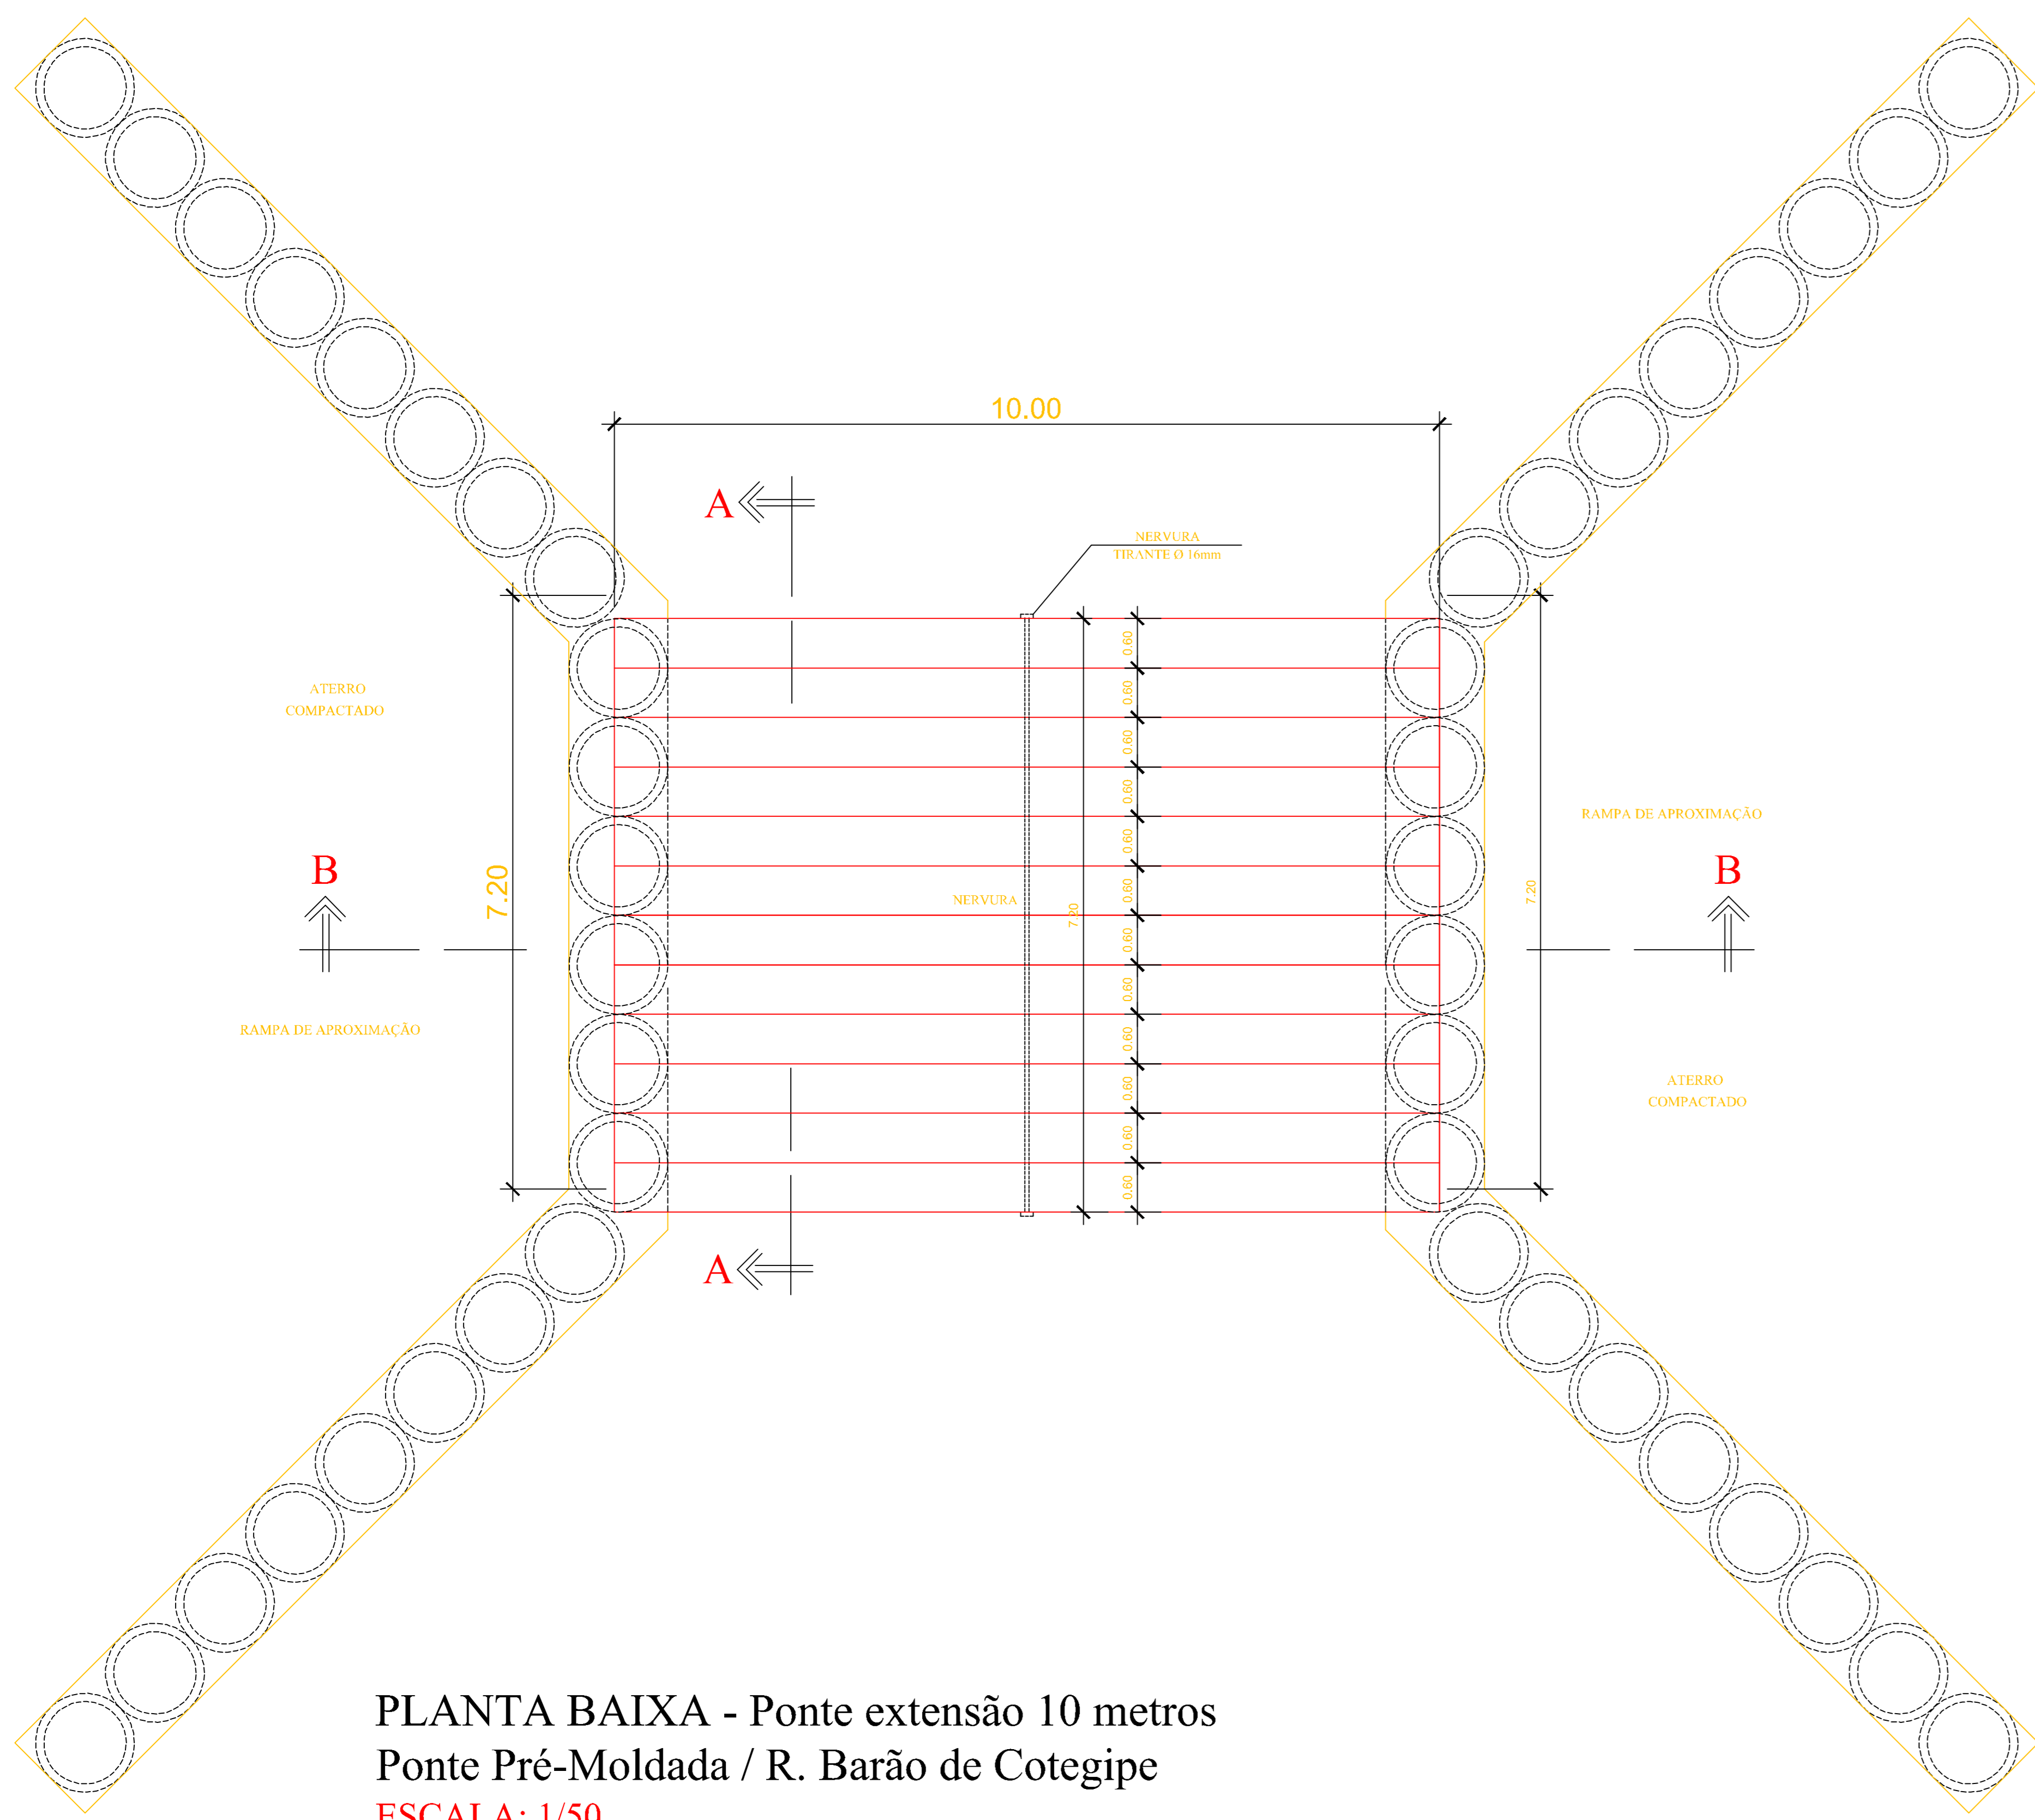 10.00
A
NERVURA
TIRANTE Ø 16mm
0.60
ATERRO
COMPACTADO
0.60
0.60
0.60
RAMPA DE APROXIMAÇÃO
0.60
B
7.20
NERVURA
7.20
0.60
7.20
B
0.60
0.60
RAMPA DE APROXIMAÇÃO
0.60
0.60
ATERRO
COMPACTADO
0.60
0.60
A
PLANTA BAIXA - Ponte extensão 10 metros
Ponte Pré-Moldada / R. Barão de Cotegipe
ESCALA: 1/50